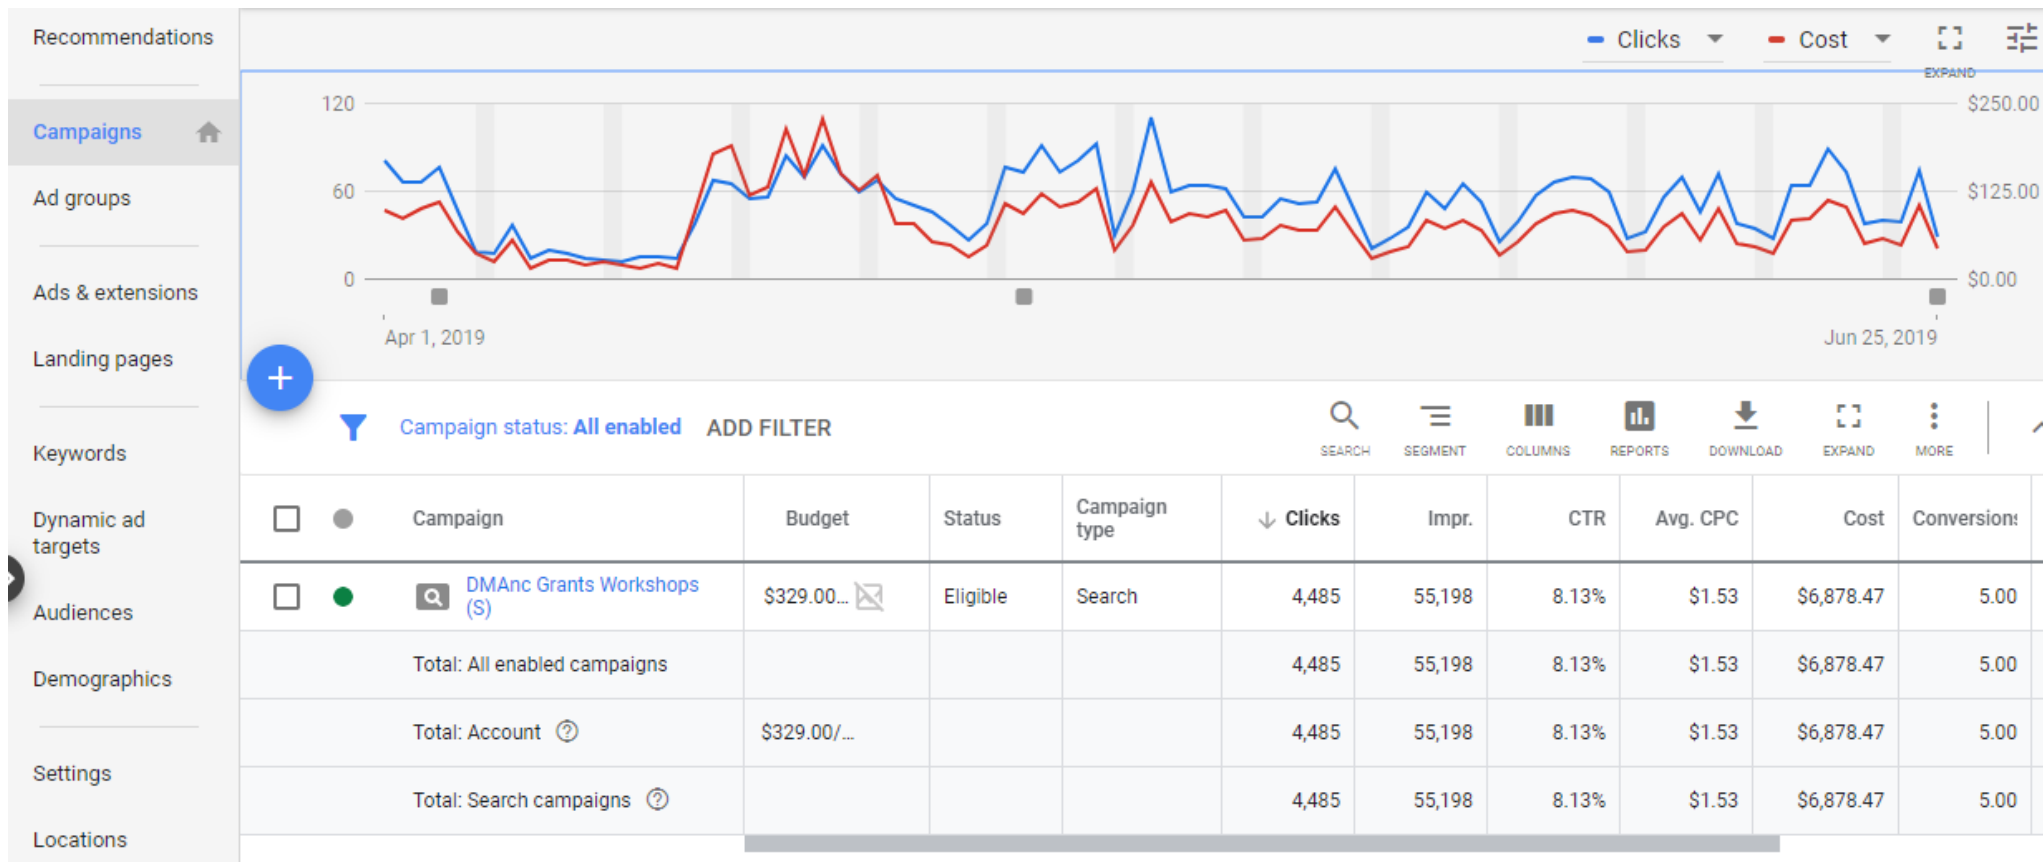 Recommendations
Campaigns
Ad groups
Ads & extensions
Landing pages
Keywords
Dynamic ad
targets
Audiences
Demographics
Settings
Locations
Clicks
Cost
EXPAND
120
60
0
$250.00
$125.00
$0.00
Apr 1, 2019
Jun 25, 2019
Campaign status: All enabled
ADD FILTER
SEARCH
SEGMENT
COLUMNS
REPORTS
DOWNLOAD
EXPAND
MORE
Campaign Budget Status Campaign type Clicks Impr. CTR Avg. CPC Cost Conversions
DMAnc Grants Workshops (S) $329.00... Eligible Search 4,485 55,198 8.13% $1.53 $6,878.47 5.00
Total: All enabled campaigns 4,485 55,198 8.13% $1.53 $6,878.47 5.00
Total: Account $329.00/... 4,485 55,198 8.13% $1.53 $6,878.47 5.00
Total: Search campaigns 4,485 55,198 8.13% $1.53 $6,878.47 5.00